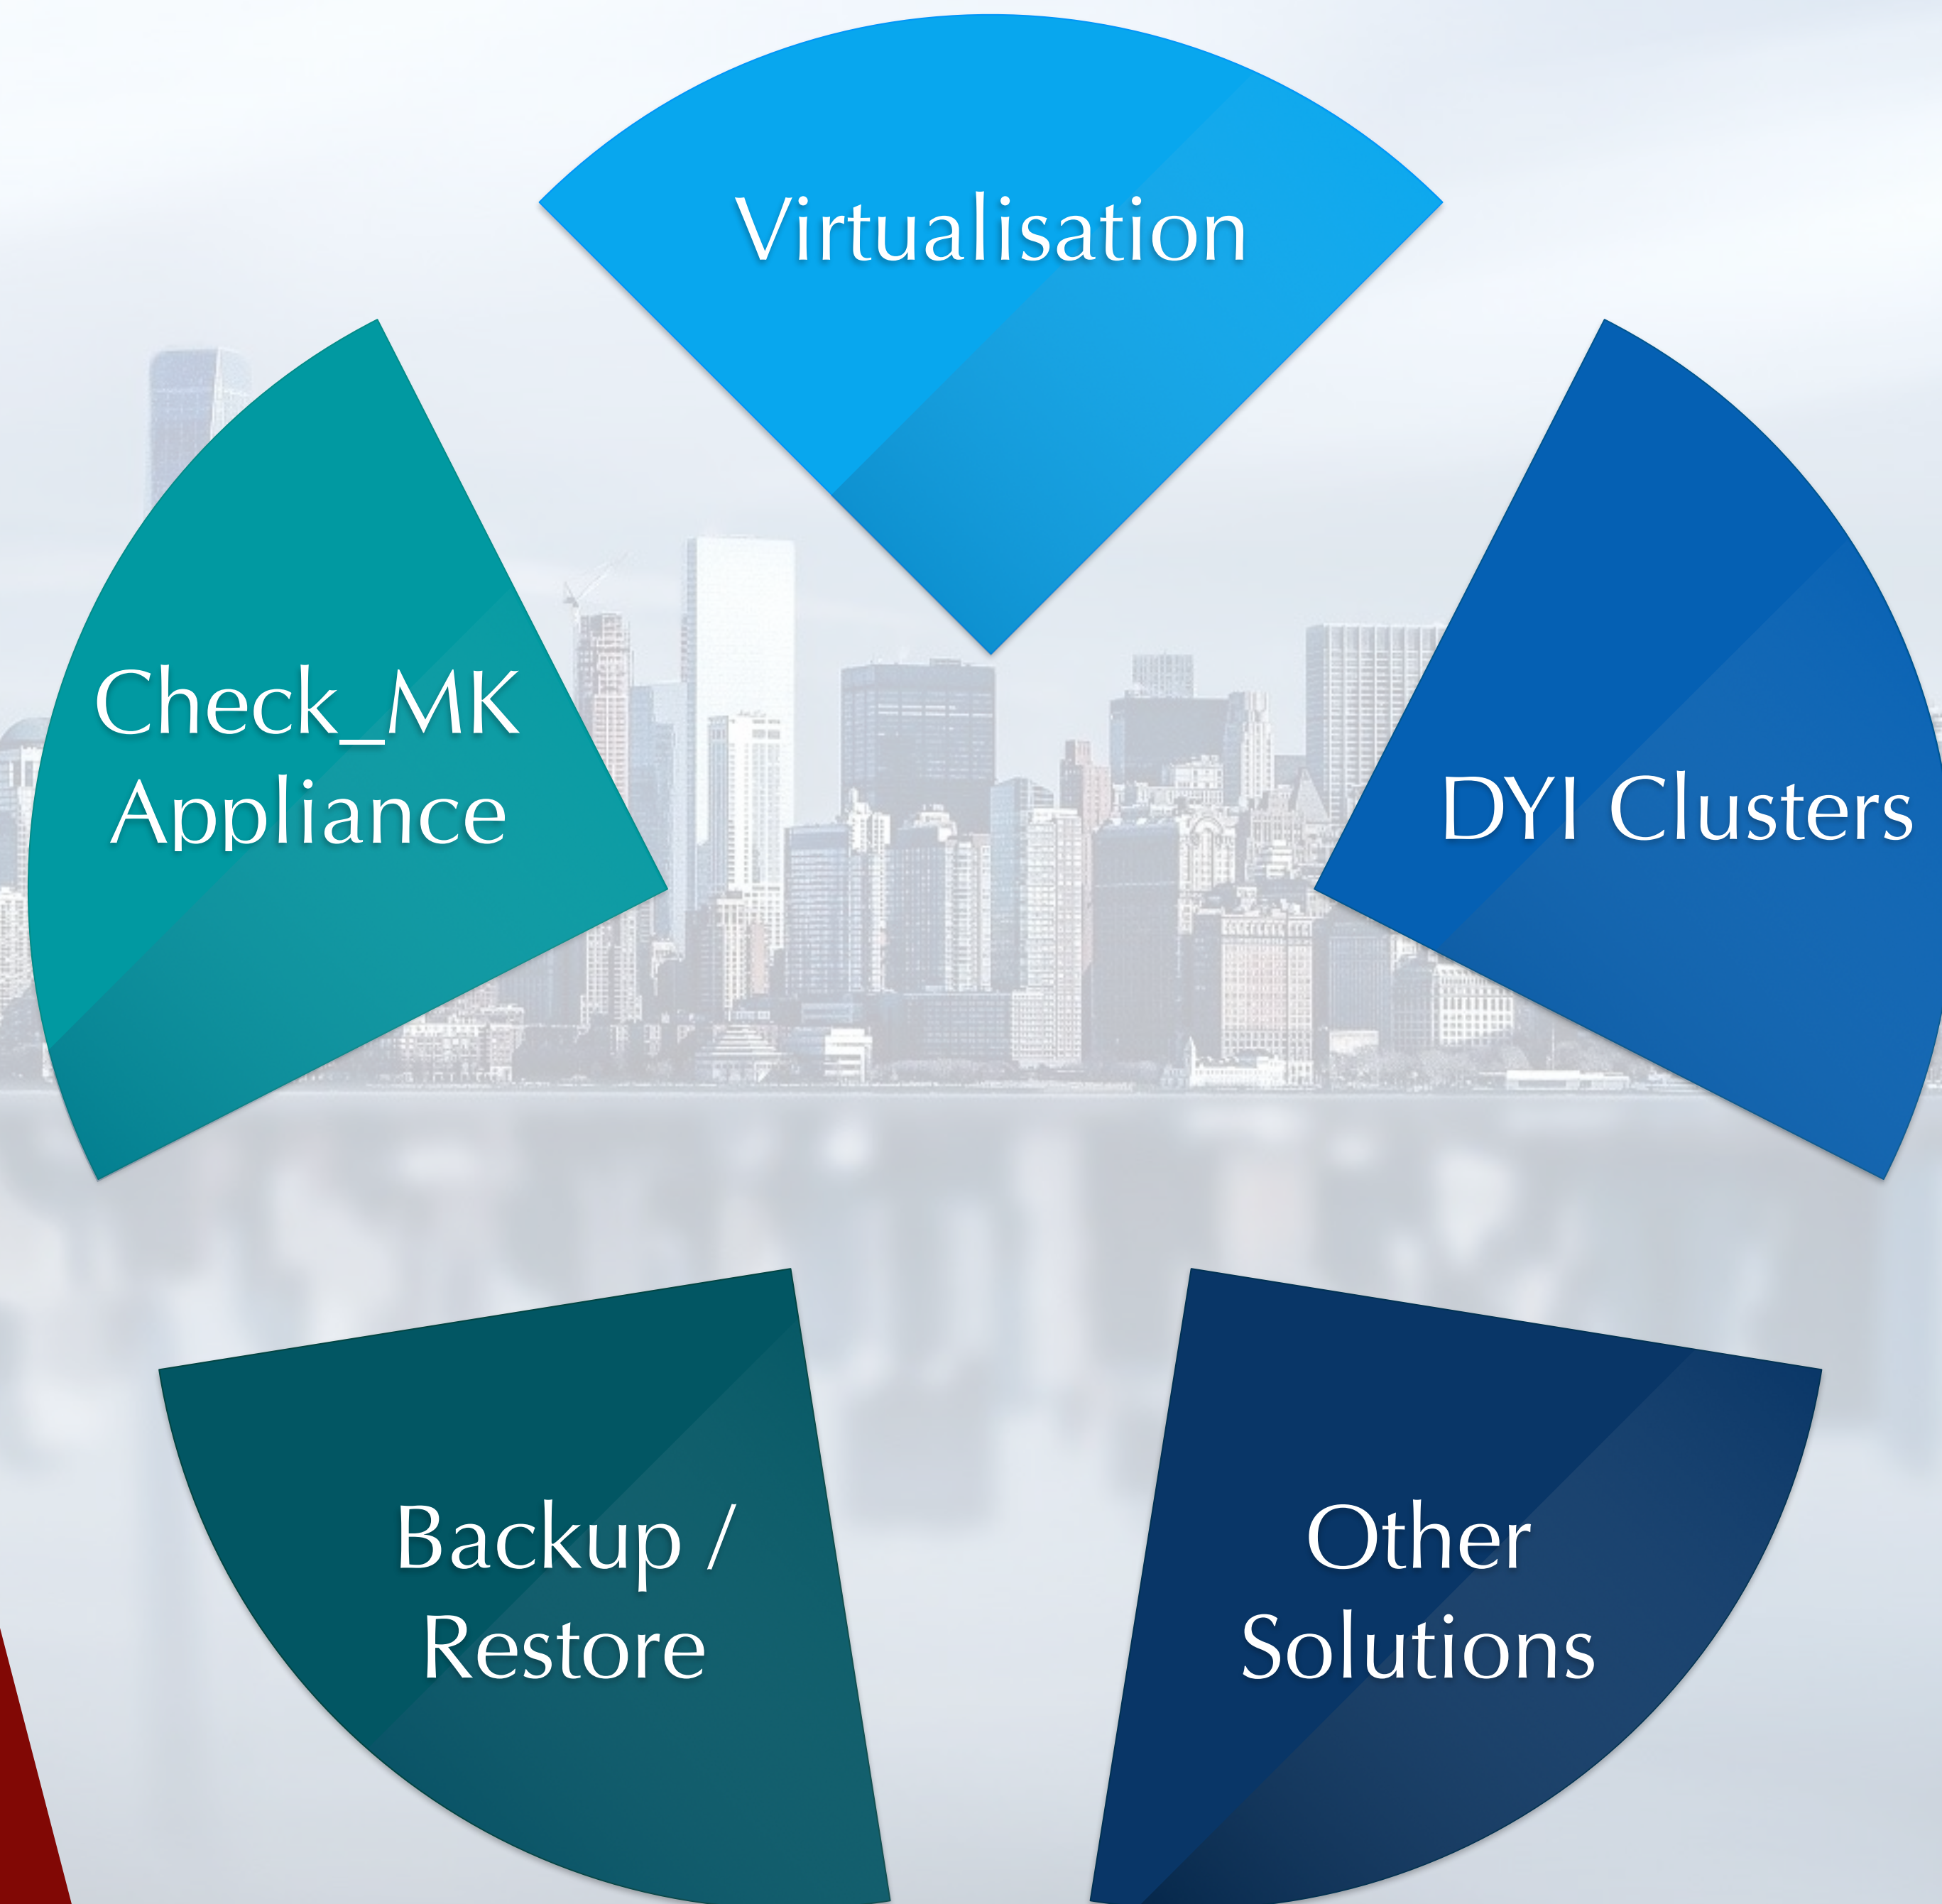 Virtualisation
Check_MK
Appliance
DYI Clusters
Backup /
Restore
Other
Solutions